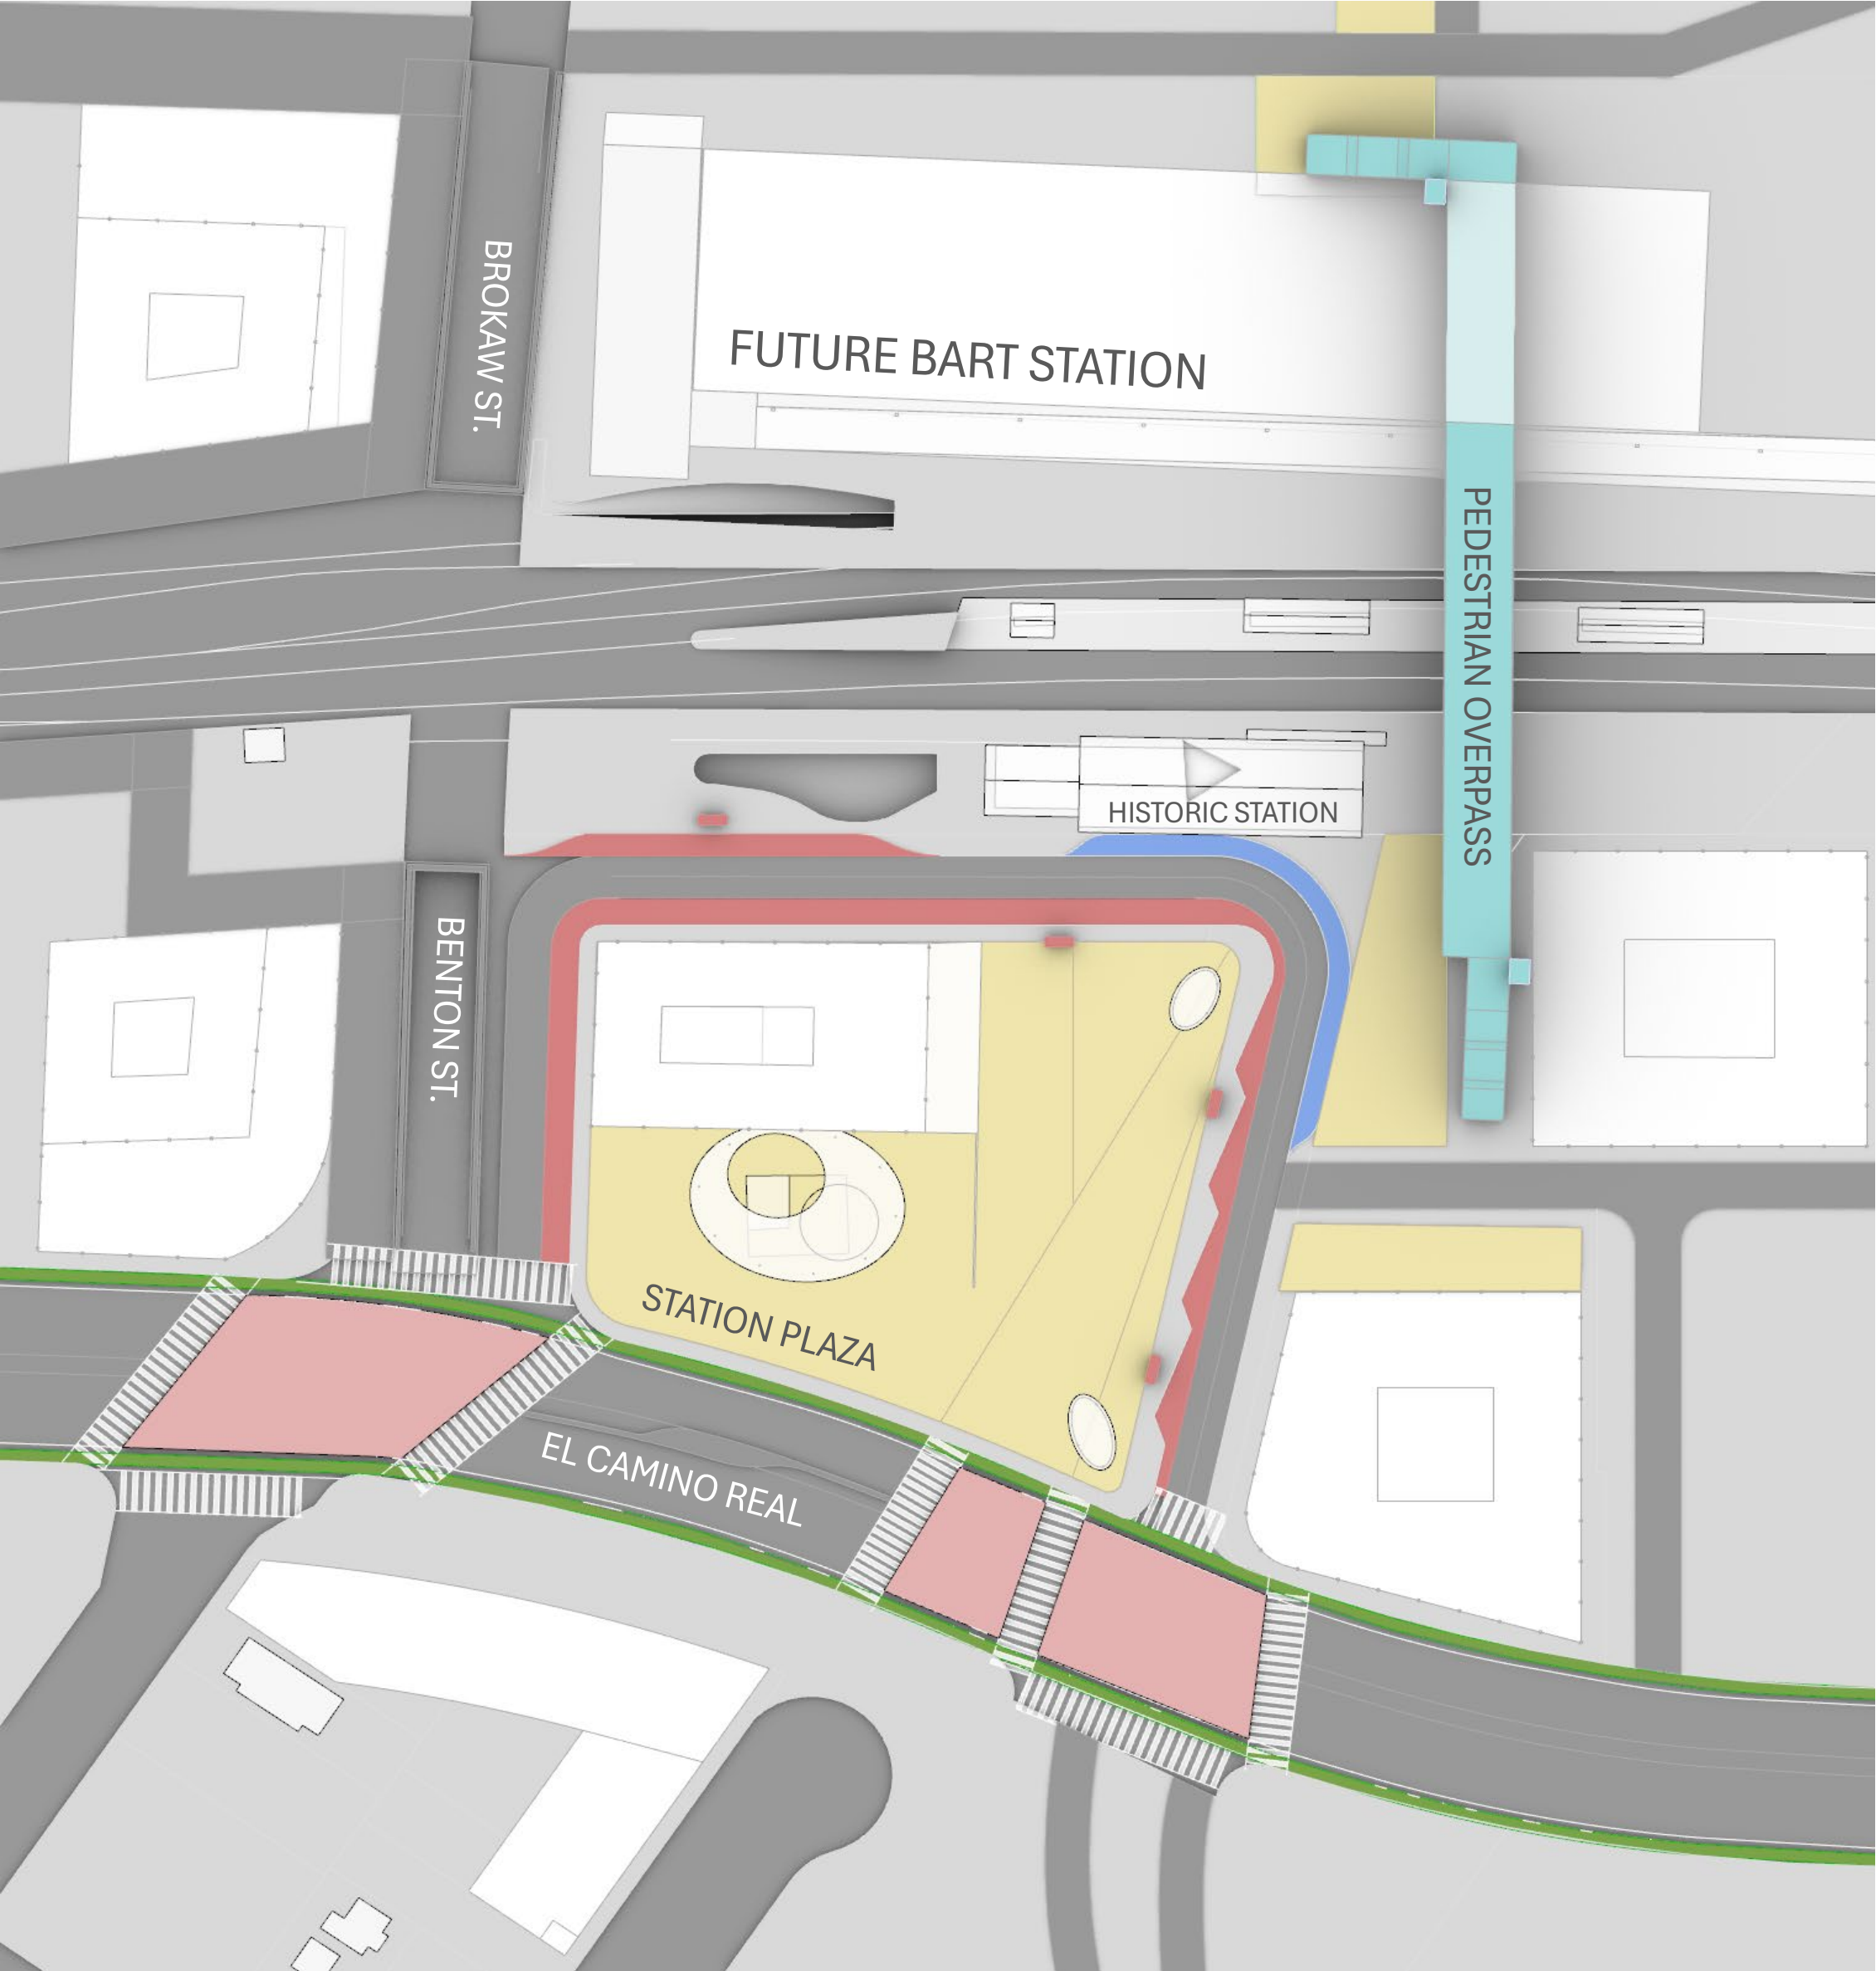 BROKAW ST.
FUTURE BART STATION
PEDESTRIAN OVERPASS
HISTORIC STATION
BENTON ST.
STATION PLAZA
EL CAMINO REAL